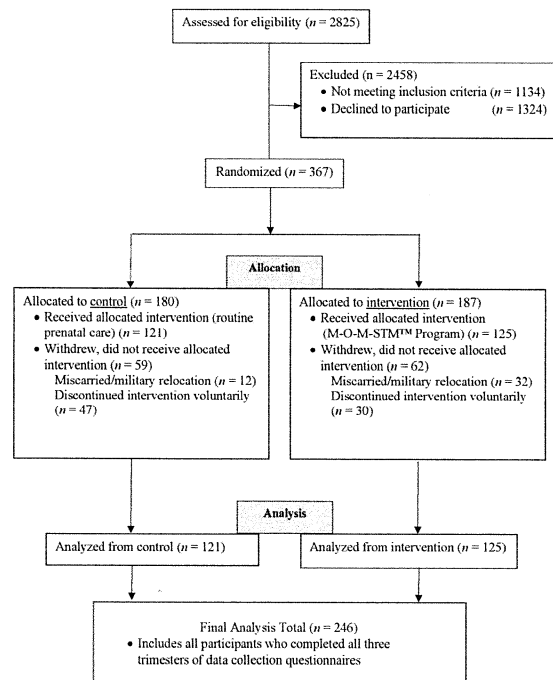 Assessed for eligibility (n = 2825)
Excluded (n = 2458)
• Not meeting inclusion criteria (n = 1134)
• Declined to participate (n = 1324)
Randomized (n = 367)
Allocation
Allocated to control (n = 180)
• Received allocated intervention (routine
prenatal care) (n = 121)
• Withdrew, did not receive allocated
intervention (n = 59)
Miscarried/military relocation (n = 12)
Discontinued intervention voluntarily
(n = 47)
Allocated to intervention (n = 187)
• Received allocated intervention
(M-O-M-STM™ Program) (n = 125)
• Withdrew, did not receive allocated
intervention (n = 62)
Miscarried/military relocation (n = 32)
Discontinued intervention voluntarily
(n = 30)
Analysis
Analyzed from control (n = 121)
Analyzed from intervention (n = 125)
Final Analysis Total (n = 246)
• Includes all participants who completed all three
trimesters of data collection questionnaires